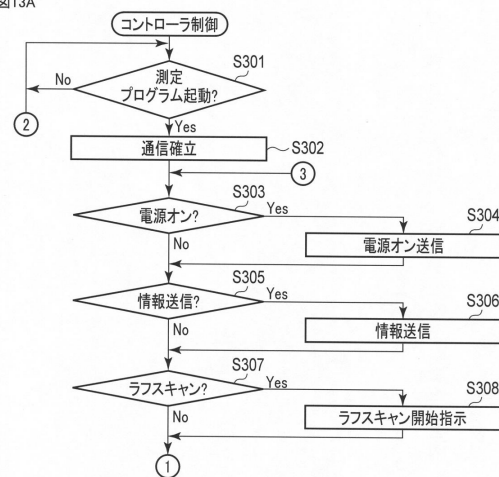 図13A
コントローラ制御
S301
測定
プログラム起動?
No
Yes
②
通信確立
S302
③
S303
電源オン?
Yes
S304
電源オン送信
No
S305
情報送信?
Yes
S306
情報送信
No
S307
ラフスキャン?
Yes
S308
ラフスキャン開始指示
No
①